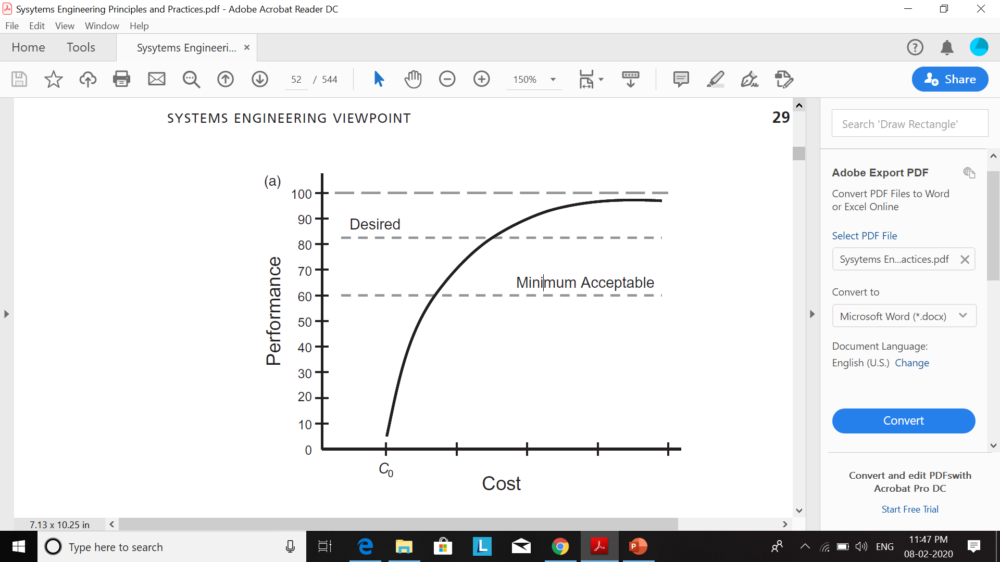 Sysytems Engineering Principles and Practices.pdf - Adobe Acrobat Reader DC
File Edit View Window Help
Home Tools Sysytems Engineeri... ×
52 / 544 150% Share
SYSTEMS ENGINEERING VIEWPOINT 29
(a)
100
90
80
70
60
50
40
30
20
10
0
Performance
Desired
Minimum Acceptable
C0
Cost
7.13 x 10.25 in
Search 'Draw Rectangle'
Adobe Export PDF
Convert PDF Files to Word
or Excel Online
Select PDF File
Sysytems En...actices.pdf
Convert to
Microsoft Word (*.docx)
Document Language:
English (U.S.) Change
Convert
Convert and edit PDFswith
Acrobat Pro DC
Start Free Trial
Type here to search
L
P
ENG
11:47 PM
08-02-2020